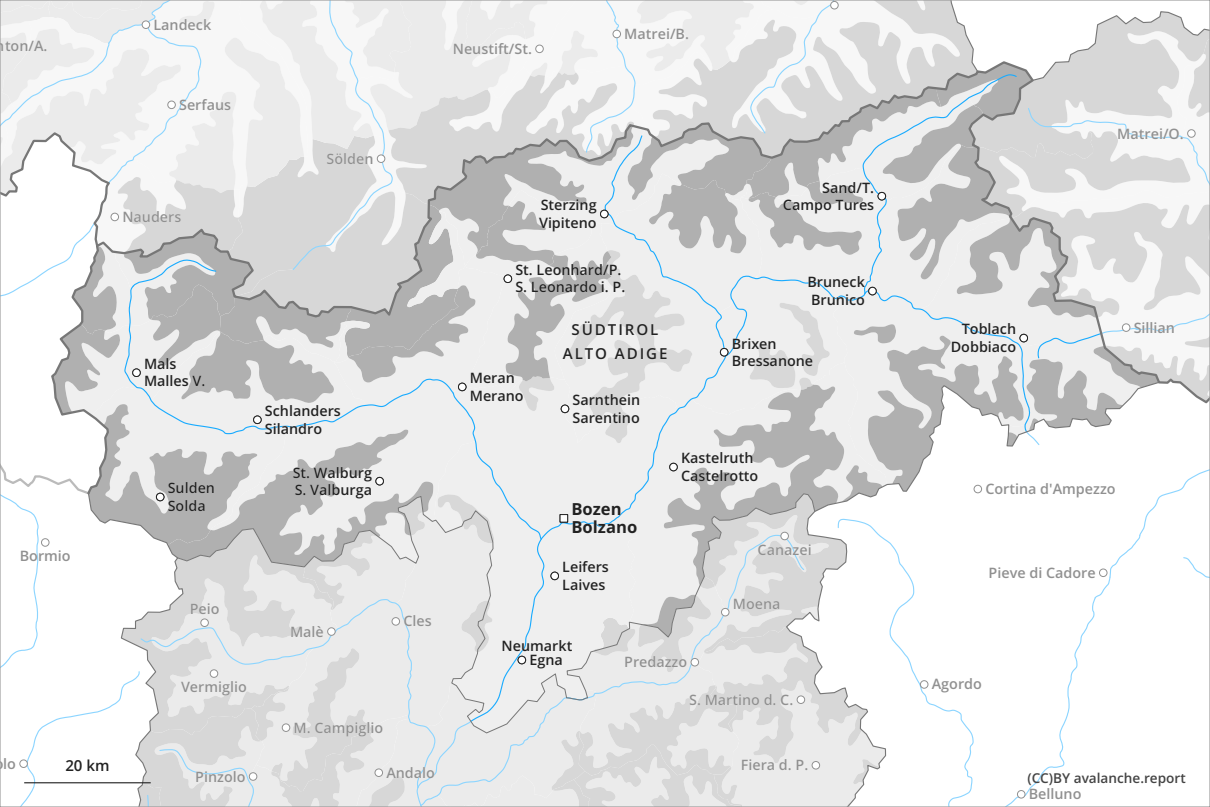 Landeck
nton/A.
Neustift/St.
Matrei/B.
Serfaus
Matrei/O.
Sölden
Sand/T.
Campo Tures
Sterzing
Vipiteno
Nauders
St. Leonhard/P.
S. Leonardo i. P.
Bruneck
Brunico
SÜDTIROL
ALTO ADIGE
Toblach
Dobbiaco
Sillian
Brixen
Bressanone
Mals
Malles V.
Meran
Merano
Sarnthein
Sarentino
Schlanders
Silandro
Kastelruth
Castelrotto
St. Walburg
S. Valburga
Sulden
Solda
Cortina d'Ampezzo
Bozen
Bolzano
Bormio
Canazei
Leifers
Laives
Pieve di Cadore
Peio
Moena
Cles
Malè
Neumarkt
Egna
Predazzo
Vermiglio
Agordo
S. Martino d. C.
M. Campiglio
olo
20 km
Fiera d. P.
Pinzolo
Andalo
(CC)BY avalanche.report
Belluno